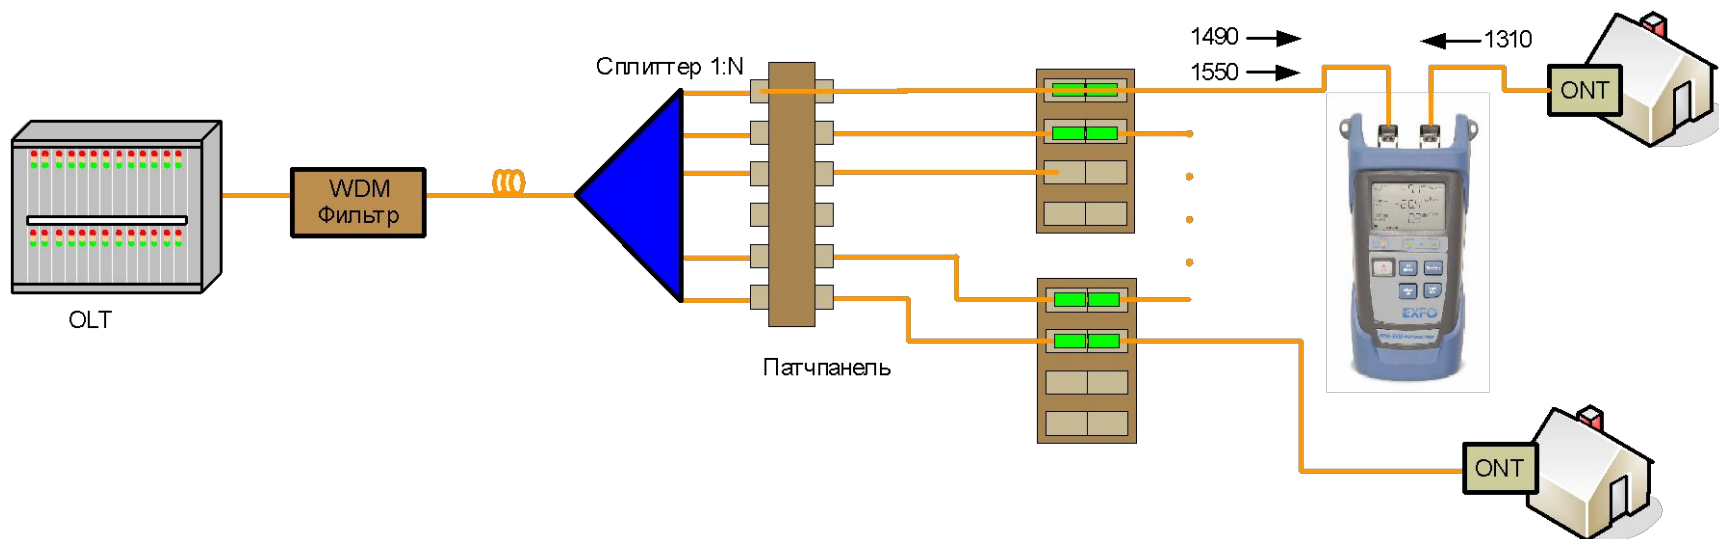 1490
1310
1550
Сплиттер 1:N
ONT
WDM
Фильтр
OLT
EXFO
Патчпанель
ONT